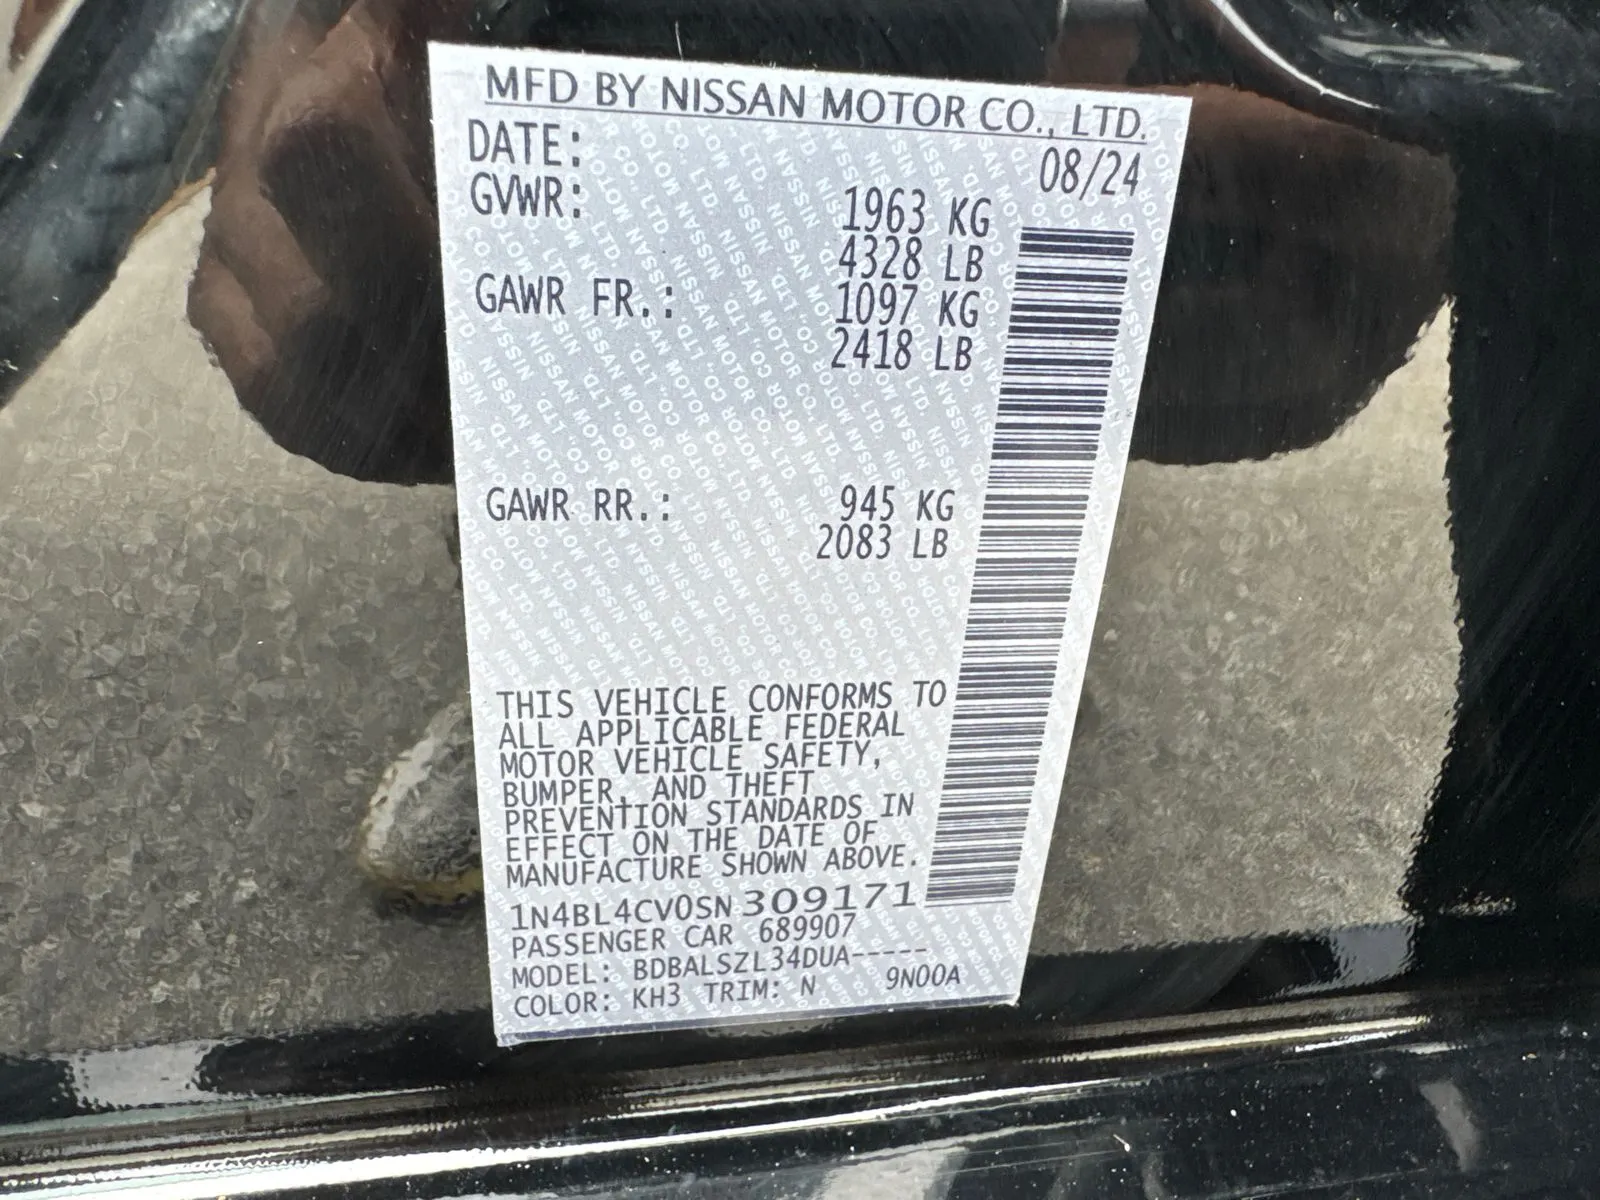 MFD BY NISSAN MOTOR CO., LTD.
DATE: 08/24
GVWR: 1963 KG
4328 LB
GAWR FR.: 1097 KG
2418 LB
GAWR RR.: 945 KG
2083 LB
THIS VEHICLE CONFORMS TO
ALL APPLICABLE FEDERAL
MOTOR VEHICLE SAFETY,
BUMPER, AND THEFT
PREVENTION STANDARDS IN
EFFECT ON THE DATE OF
MANUFACTURE SHOWN ABOVE.
1N4BL4CV0SN309171
PASSENGER CAR 689907
MODEL: BDBALSZL34DUA-----
COLOR: KH3 TRIM: N 9N00A